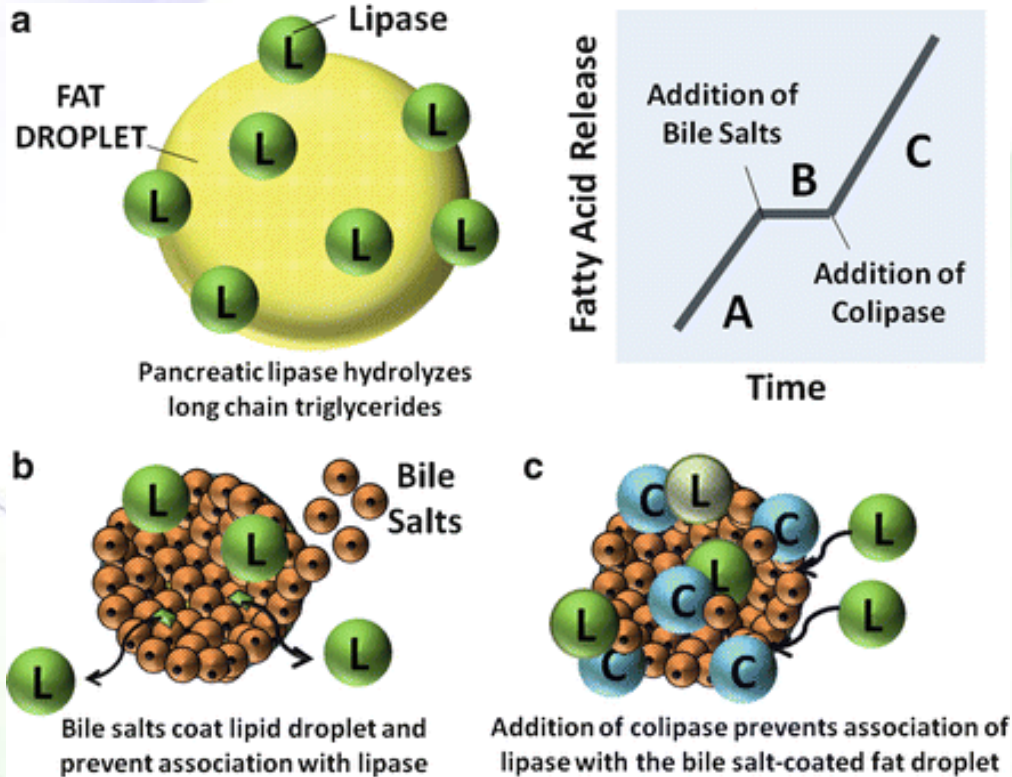 a
Lipase
FAT
DROPLET
L
L
L
L
L
L
L
Pancreatic lipase hydrolyzes
long chain triglycerides
Fatty Acid Release
Addition of
Bile Salts
B
C
A
Addition of
Colipase
Time
b
Bile
Salts
L
L
L
L
Bile salts coat lipid droplet and
prevent association with lipase
c
C
L
C
L
L
C
L
L
C
C
Addition of colipase prevents association of
lipase with the bile salt-coated fat droplet